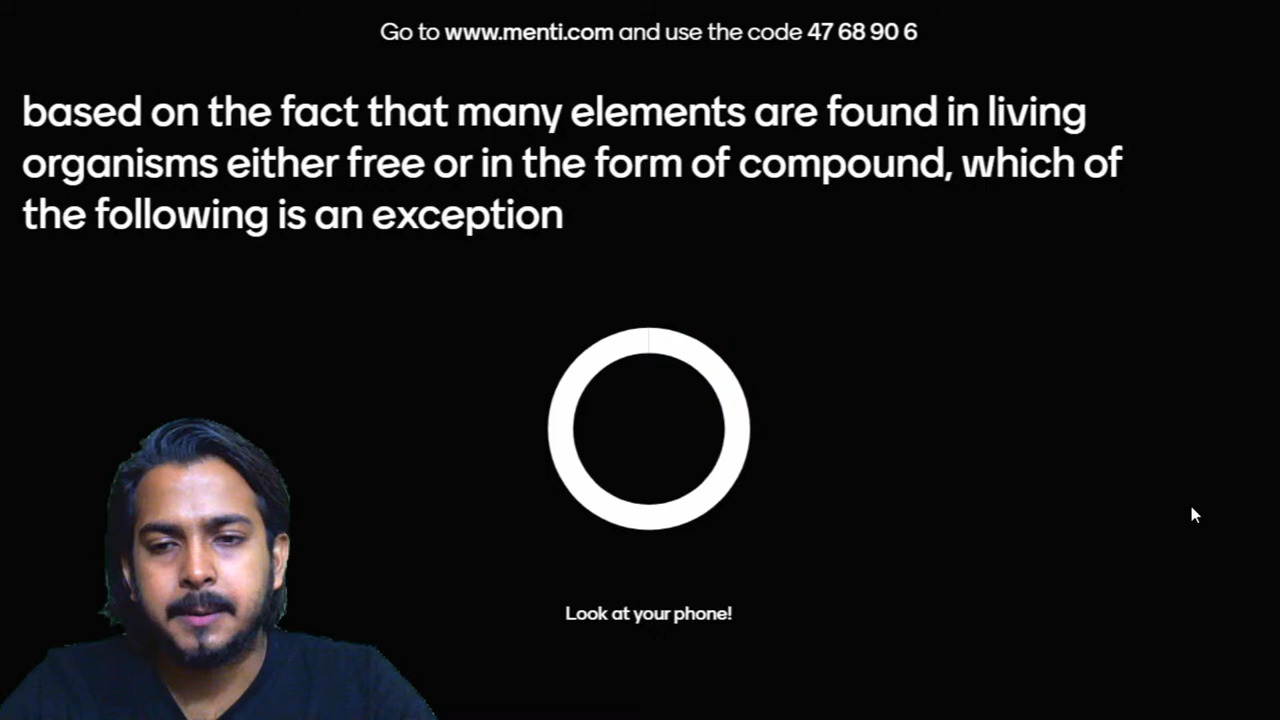 Go to www.menti.com and use the code 47 68 90 6
based on the fact that many elements are found in living
organisms either free or in the form of compound, which of
the following is an exception
Look at your phone!